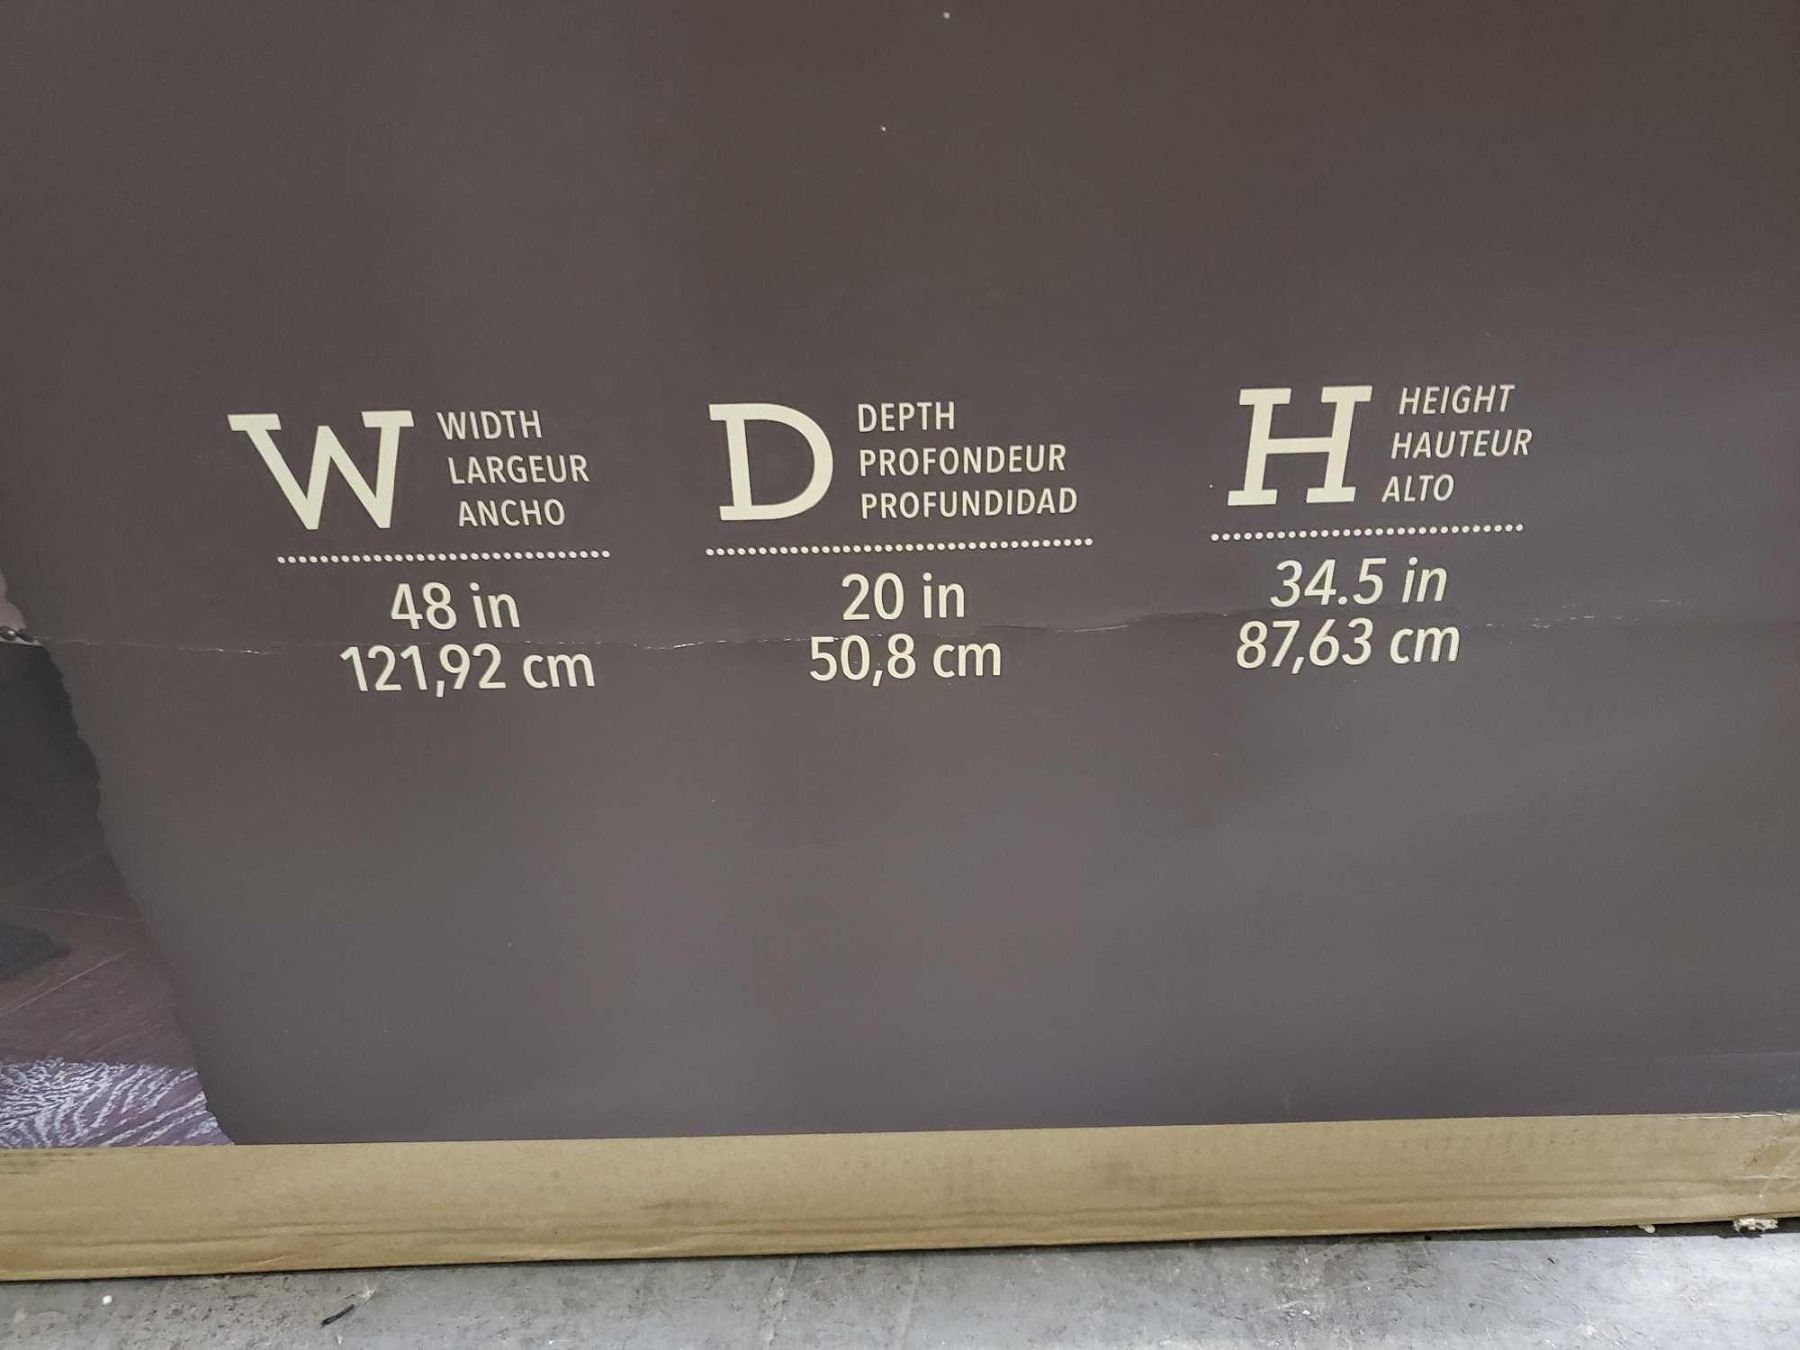 W WIDTH
LARGEUR
ANCHO
48 in
121,92 cm
D DEPTH
PROFONDEUR
PROFUNDIDAD
20 in
50,8 cm
H HEIGHT
HAUTEUR
ALTO
34.5 in
87,63 cm